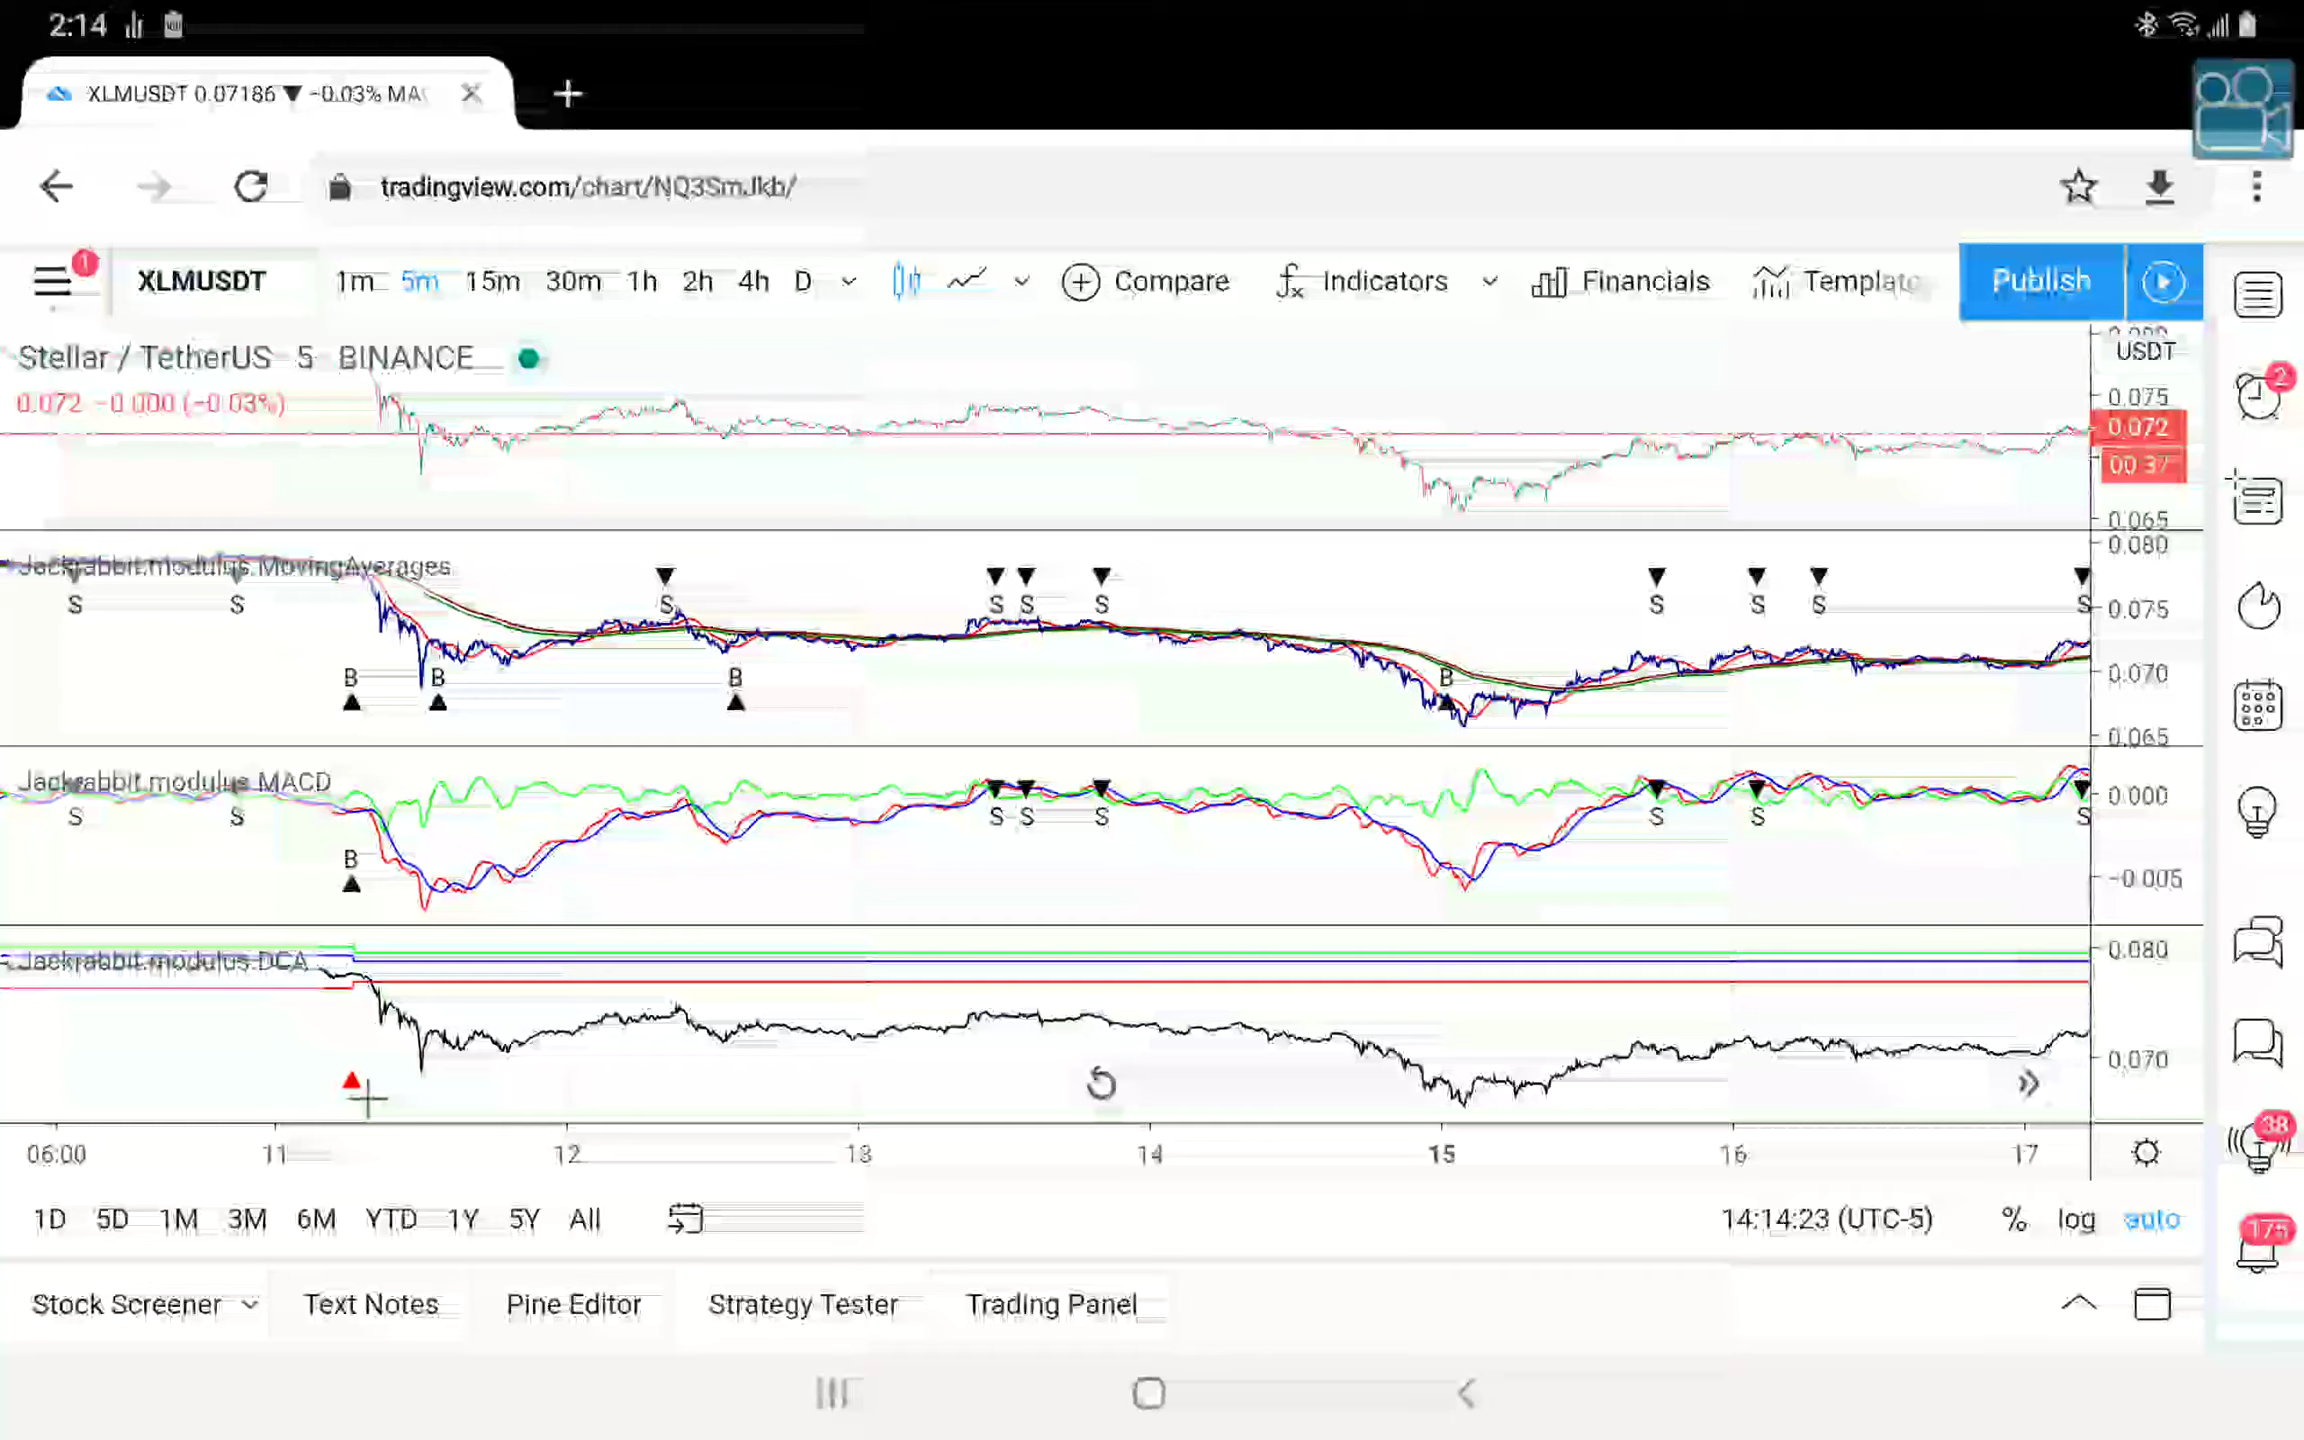 2:14
XLMUSDT 0.07186 ▼ −0.03% MA
tradingview.com/chart/NQ3SmJkb/
1
XLMUSDT 1m 5m 15m 30m 1h 2h 4h D Compare Indicators Financials Template Publish
Stellar / TetherUS 5 BINANCE
USDT
0.072 −0.000 (−0.03%)
0.075
2
0.072
00 37
0.065
0.080
Jackrabbit.modulus.MovingAverages
S S S S S S S S S S
0.075
B B B B
0.070
0.065
Jackrabbit.modulus.MACD
0.000
S S S S S S S S
B
−0.005
0.080
Jackrabbit.modulus.DCA
0.070
38
06:00 11 12 13 14 15 16 17
1D 5D 1M 3M 6M YTD 1Y 5Y All 14:14:23 (UTC-5) % log auto
175
Stock Screener Text Notes Pine Editor Strategy Tester Trading Panel